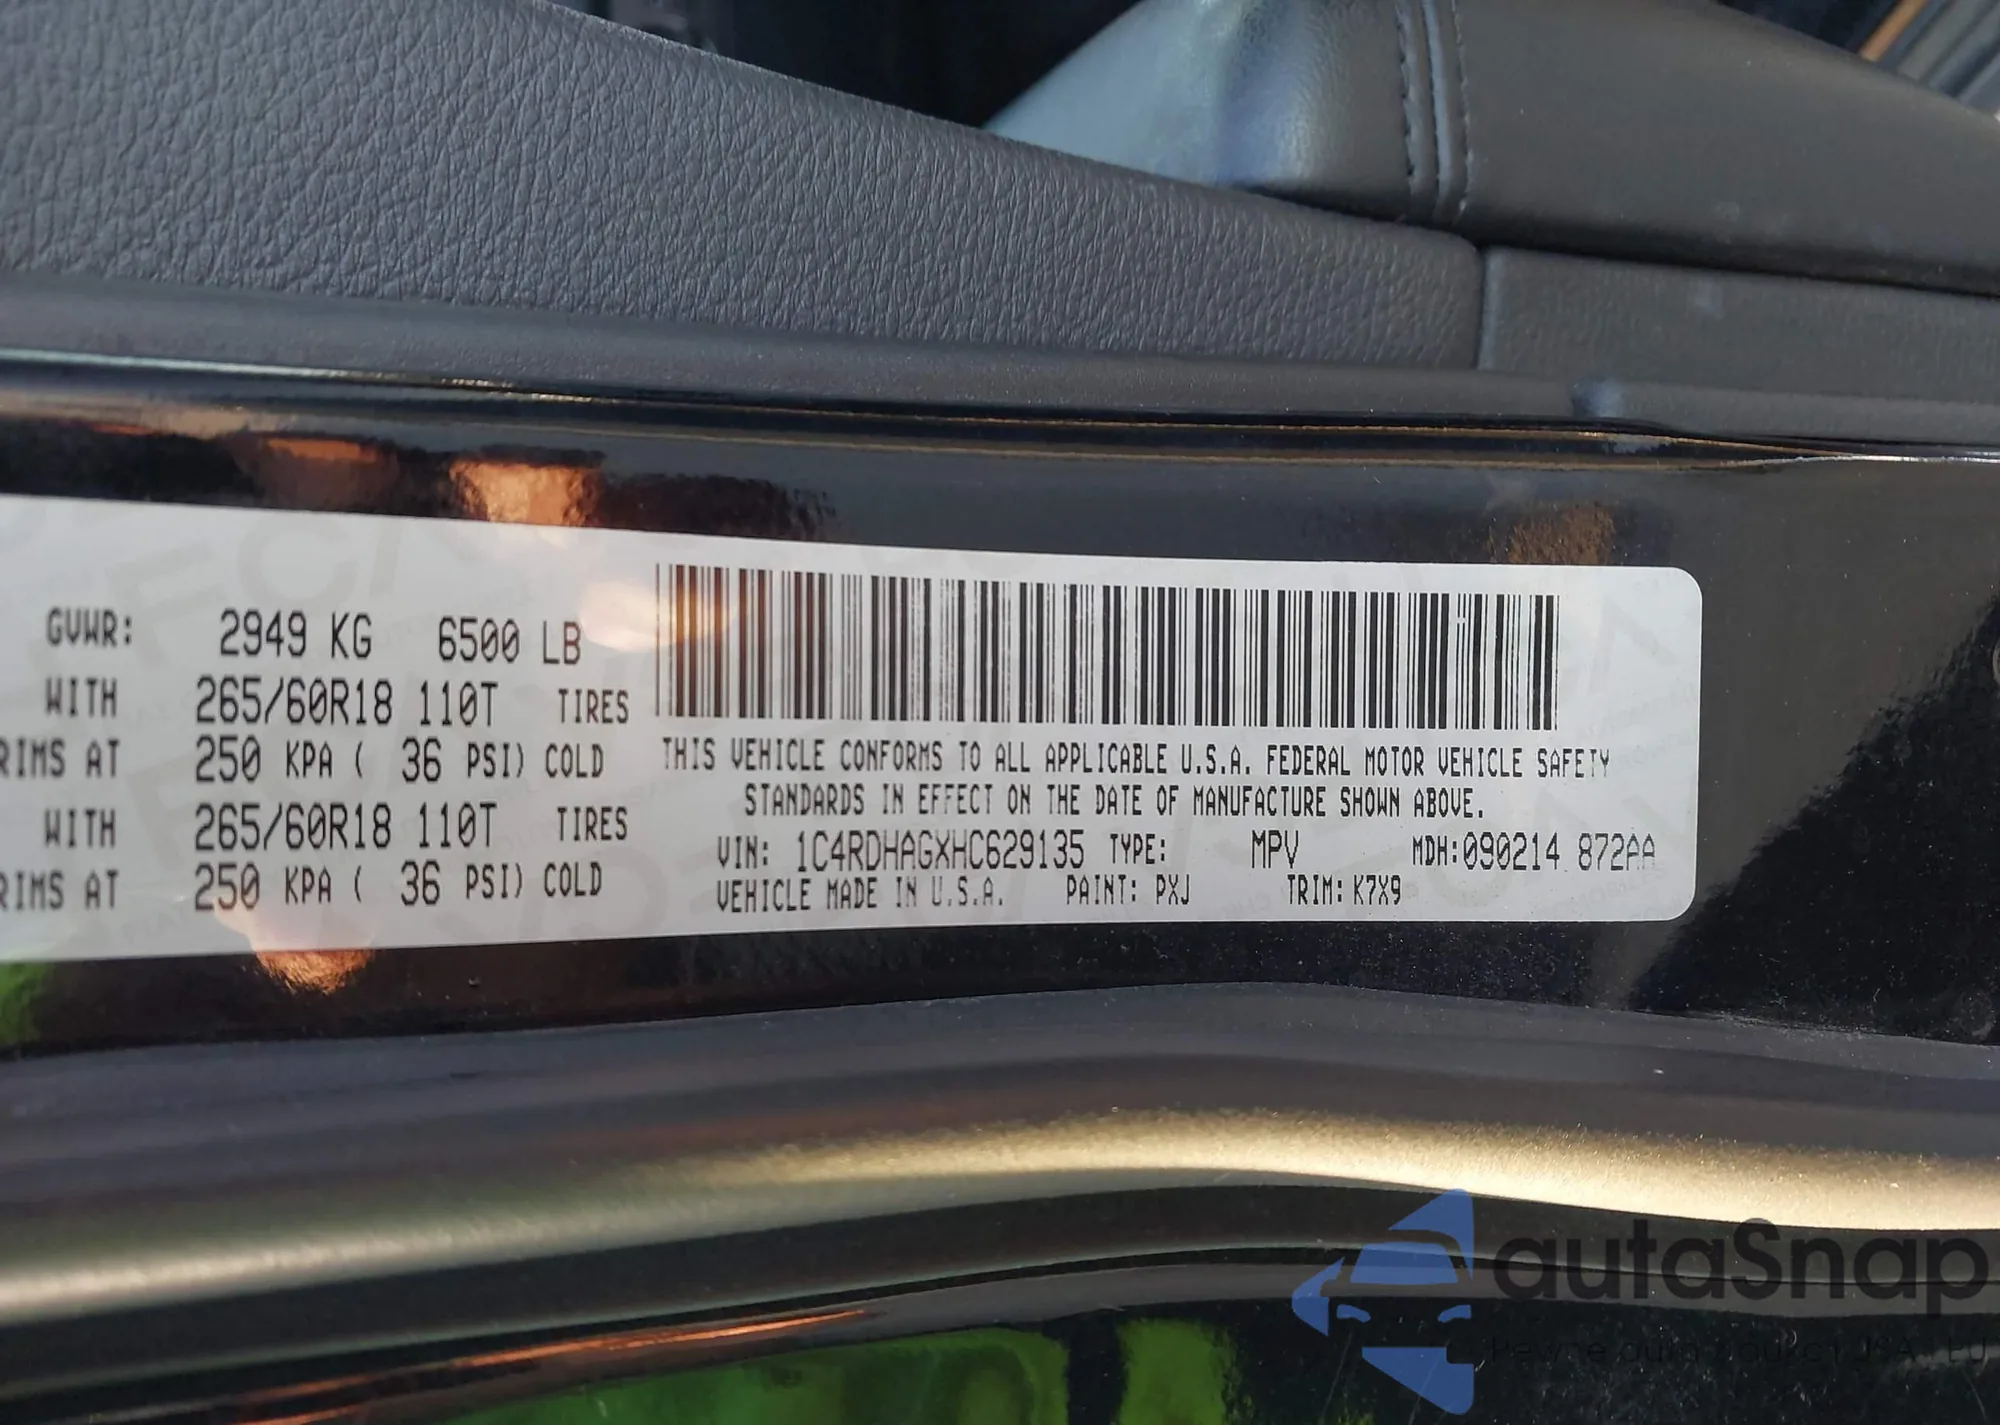 GVWR: 2949 KG 6500 LB
WITH 265/60R18 110T TIRES
RIMS AT 250 KPA ( 36 PSI) COLD
WITH 265/60R18 110T TIRES
RIMS AT 250 KPA ( 36 PSI) COLD
THIS VEHICLE CONFORMS TO ALL APPLICABLE U.S.A. FEDERAL MOTOR VEHICLE SAFETY
STANDARDS IN EFFECT ON THE DATE OF MANUFACTURE SHOWN ABOVE.
VIN: 1C4RDHAGXHC629135 TYPE: MPV MDH:090214 872AA
VEHICLE MADE IN U.S.A. PAINT: PXJ TRIM: K7X9
autaSnap